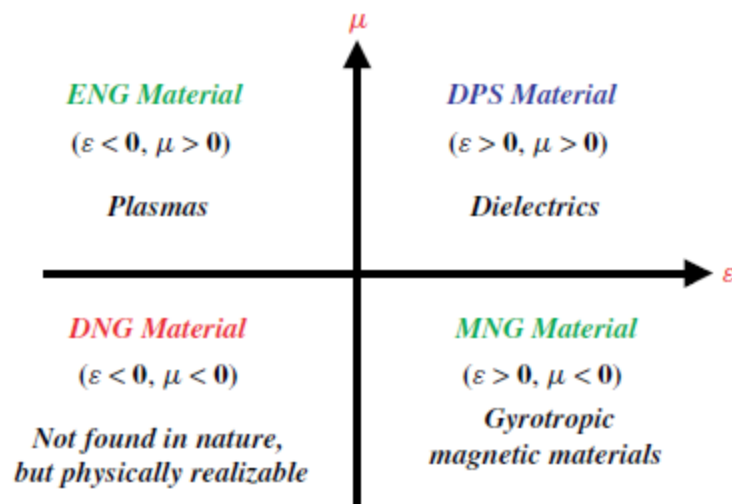 μ
ENG Material
(ε < 0, μ > 0)
Plasmas
DPS Material
(ε > 0, μ > 0)
Dielectrics
ε
DNG Material
(ε < 0, μ < 0)
Not found in nature,
but physically realizable
MNG Material
(ε > 0, μ < 0)
Gyrotropic
magnetic materials